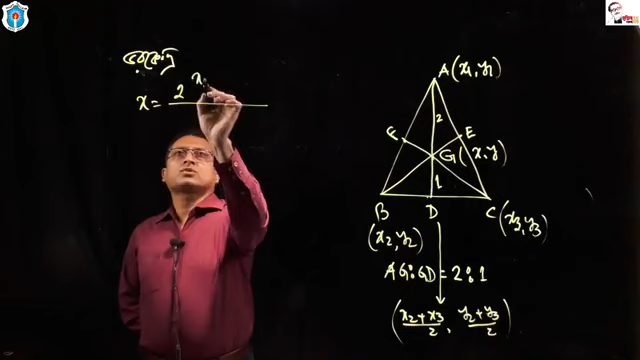 ভরকেন্দ্র
x = 2 x
A (x1, y1)
2
F
E
G (x, y)
1
B
D
C (x3, y3)
(x2, y2)
AG:GD = 2:1
(x2+x3/2, y2+y3/2)